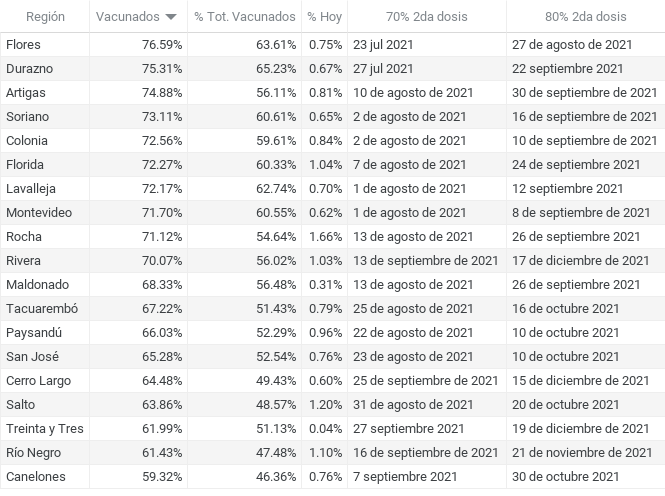 Región Vacunados % Tot. Vacunados % Hoy 70% 2da dosis 80% 2da dosis
Flores 76.59% 63.61% 0.75% 23 jul 2021 27 de agosto de 2021
Durazno 75.31% 65.23% 0.67% 27 jul 2021 22 septiembre 2021
Artigas 74.88% 56.11% 0.81% 10 de agosto de 2021 30 de septiembre de 2021
Soriano 73.11% 60.61% 0.65% 2 de agosto de 2021 16 de septiembre de 2021
Colonia 72.56% 59.61% 0.84% 2 de agosto de 2021 10 de septiembre de 2021
Florida 72.27% 60.33% 1.04% 7 de agosto de 2021 24 de septiembre de 2021
Lavalleja 72.17% 62.74% 0.70% 1 de agosto de 2021 12 septiembre 2021
Montevideo 71.70% 60.55% 0.62% 1 de agosto de 2021 8 de septiembre de 2021
Rocha 71.12% 54.64% 1.66% 13 de agosto de 2021 26 de septiembre 2021
Rivera 70.07% 56.02% 1.03% 13 de septiembre de 2021 17 de diciembre de 2021
Maldonado 68.33% 56.48% 0.31% 13 de agosto de 2021 26 de septiembre 2021
Tacuarembó 67.22% 51.43% 0.79% 25 de agosto de 2021 16 de octubre 2021
Paysandú 66.03% 52.29% 0.96% 22 de agosto de 2021 10 de octubre 2021
San José 65.28% 52.54% 0.76% 23 de agosto de 2021 10 de octubre 2021
Cerro Largo 64.48% 49.43% 0.60% 25 de septiembre de 2021 15 de diciembre de 2021
Salto 63.86% 48.57% 1.20% 31 de agosto de 2021 20 de octubre 2021
Treinta y Tres 61.99% 51.13% 0.04% 27 septiembre 2021 19 de diciembre de 2021
Río Negro 61.43% 47.48% 1.10% 16 de septiembre de 2021 21 de noviembre de 2021
Canelones 59.32% 46.36% 0.76% 7 septiembre 2021 30 de octubre 2021